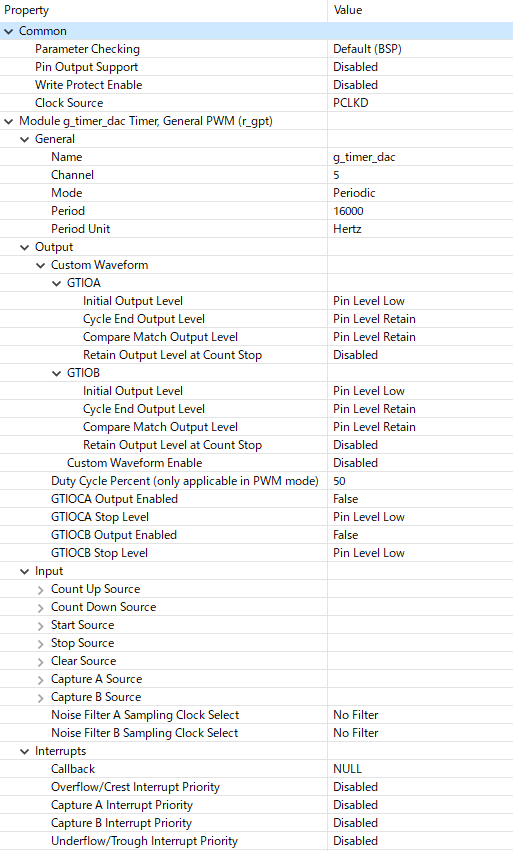 Property Value
Common
Parameter Checking Default (BSP)
Pin Output Support Disabled
Write Protect Enable Disabled
Clock Source PCLKD
Module g_timer_dac Timer, General PWM (r_gpt)
General
Name g_timer_dac
Channel 5
Mode Periodic
Period 16000
Period Unit Hertz
Output
Custom Waveform
GTIOA
Initial Output Level Pin Level Low
Cycle End Output Level Pin Level Retain
Compare Match Output Level Pin Level Retain
Retain Output Level at Count Stop Disabled
GTIOB
Initial Output Level Pin Level Low
Cycle End Output Level Pin Level Retain
Compare Match Output Level Pin Level Retain
Retain Output Level at Count Stop Disabled
Custom Waveform Enable Disabled
Duty Cycle Percent (only applicable in PWM mode) 50
GTIOCA Output Enabled False
GTIOCA Stop Level Pin Level Low
GTIOCB Output Enabled False
GTIOCB Stop Level Pin Level Low
Input
Count Up Source
Count Down Source
Start Source
Stop Source
Clear Source
Capture A Source
Capture B Source
Noise Filter A Sampling Clock Select No Filter
Noise Filter B Sampling Clock Select No Filter
Interrupts
Callback NULL
Overflow/Crest Interrupt Priority Disabled
Capture A Interrupt Priority Disabled
Capture B Interrupt Priority Disabled
Underflow/Trough Interrupt Priority Disabled